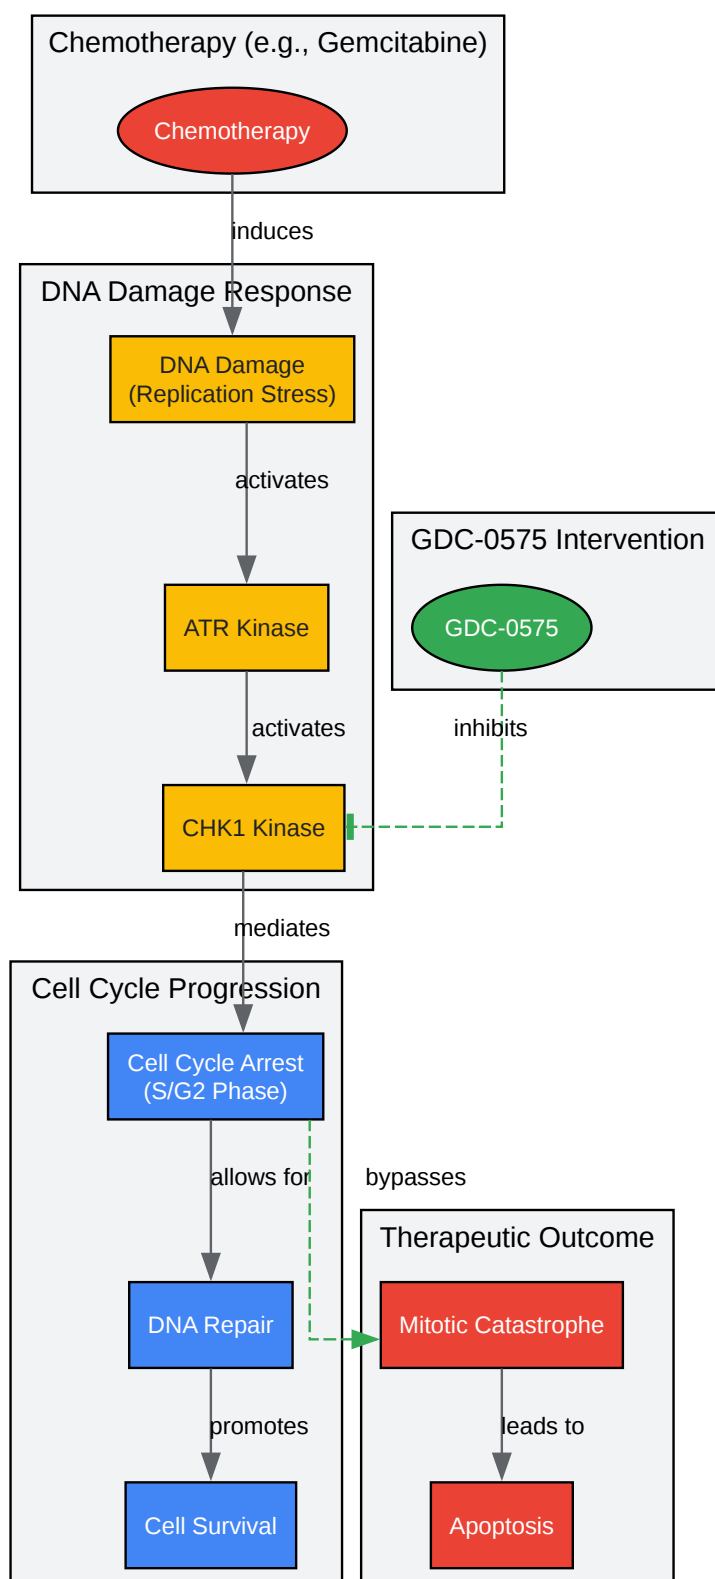 Chemotherapy (e.g., Gemcitabine)
Chemotherapy
induces
DNA Damage Response
DNA Damage
(Replication Stress)
activates
GDC-0575 Intervention
ATR Kinase
GDC-0575
activates
inhibits
CHK1 Kinase
mediates
Cell Cycle Progression
Cell Cycle Arrest
(S/G2 Phase)
allows for
bypasses
Therapeutic Outcome
DNA Repair
Mitotic Catastrophe
promotes
leads to
Cell Survival
Apoptosis